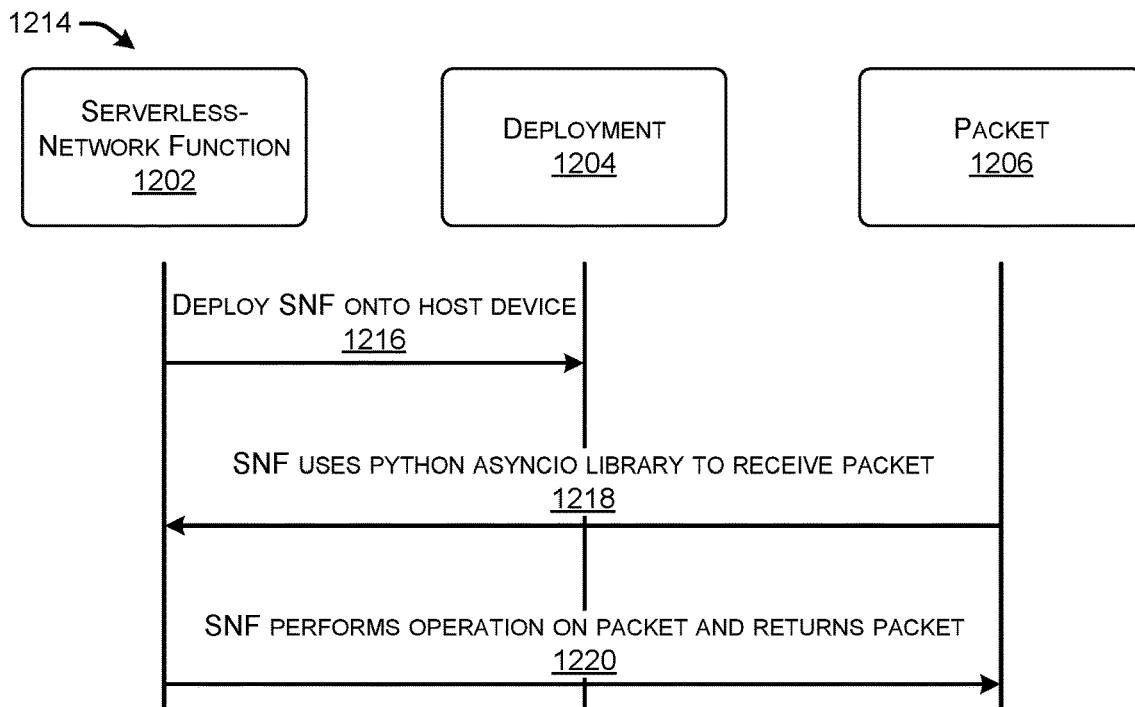 1214
SERVERLESS-
NETWORK FUNCTION
1202
DEPLOYMENT
1204
PACKET
1206
DEPLOY SNF ONTO HOST DEVICE
1216
SNF USES PYTHON ASYNCIO LIBRARY TO RECEIVE PACKET
1218
SNF PERFORMS OPERATION ON PACKET AND RETURNS PACKET
1220